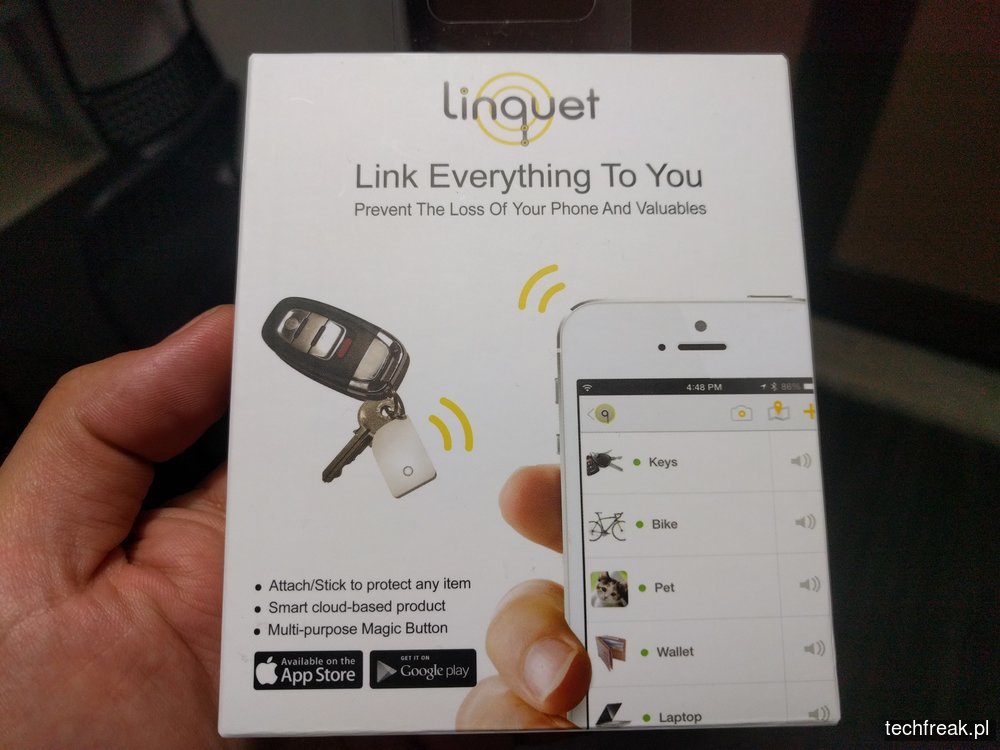 linquet
Link Everything To You
Prevent The Loss Of Your Phone And Valuables
4:48 PM 86%
q
Keys
Bike
Pet
Wallet
Laptop
• Attach/Stick to protect any item
• Smart cloud-based product
• Multi-purpose Magic Button
Available on the
App Store
GET IT ON
Google play
techfreak.pl